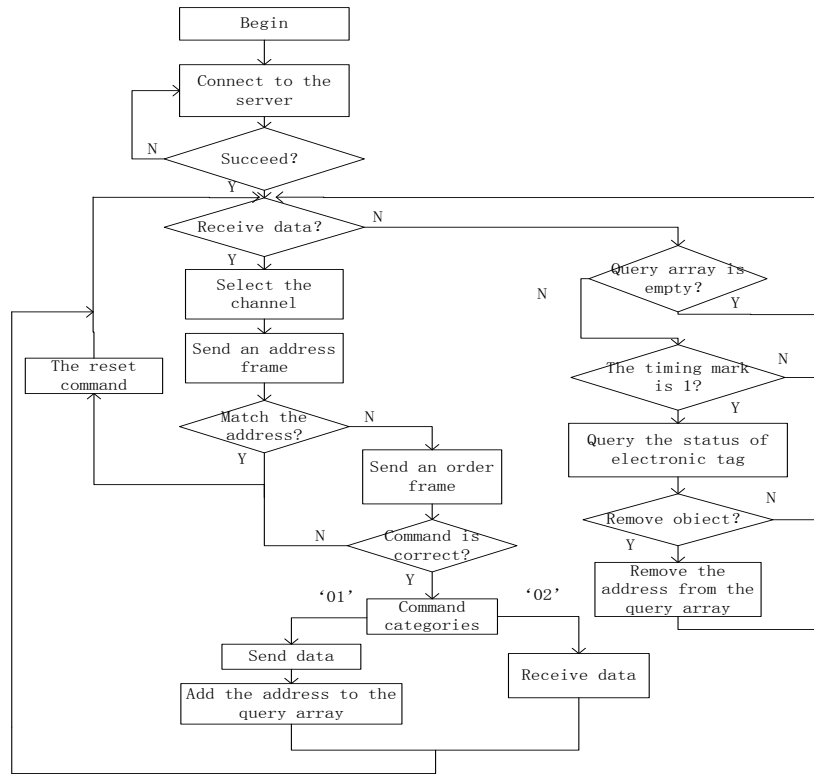 Begin
Connect to the
server
N
Succeed?
Y
Receive data?
N
Y
Select the
channel
Query array is
empty?
N
Y
Send an address
frame
The reset
command
The timing mark
is 1?
N
Y
Match the
address?
N
Y
Query the status of
electronic tag
Send an order
frame
Remove obiect?
N
Y
Command is
correct?
N
Y
Remove the
address from the
query array
‘01’
Command
categories
‘02’
Send data
Receive data
Add the address to the
query array